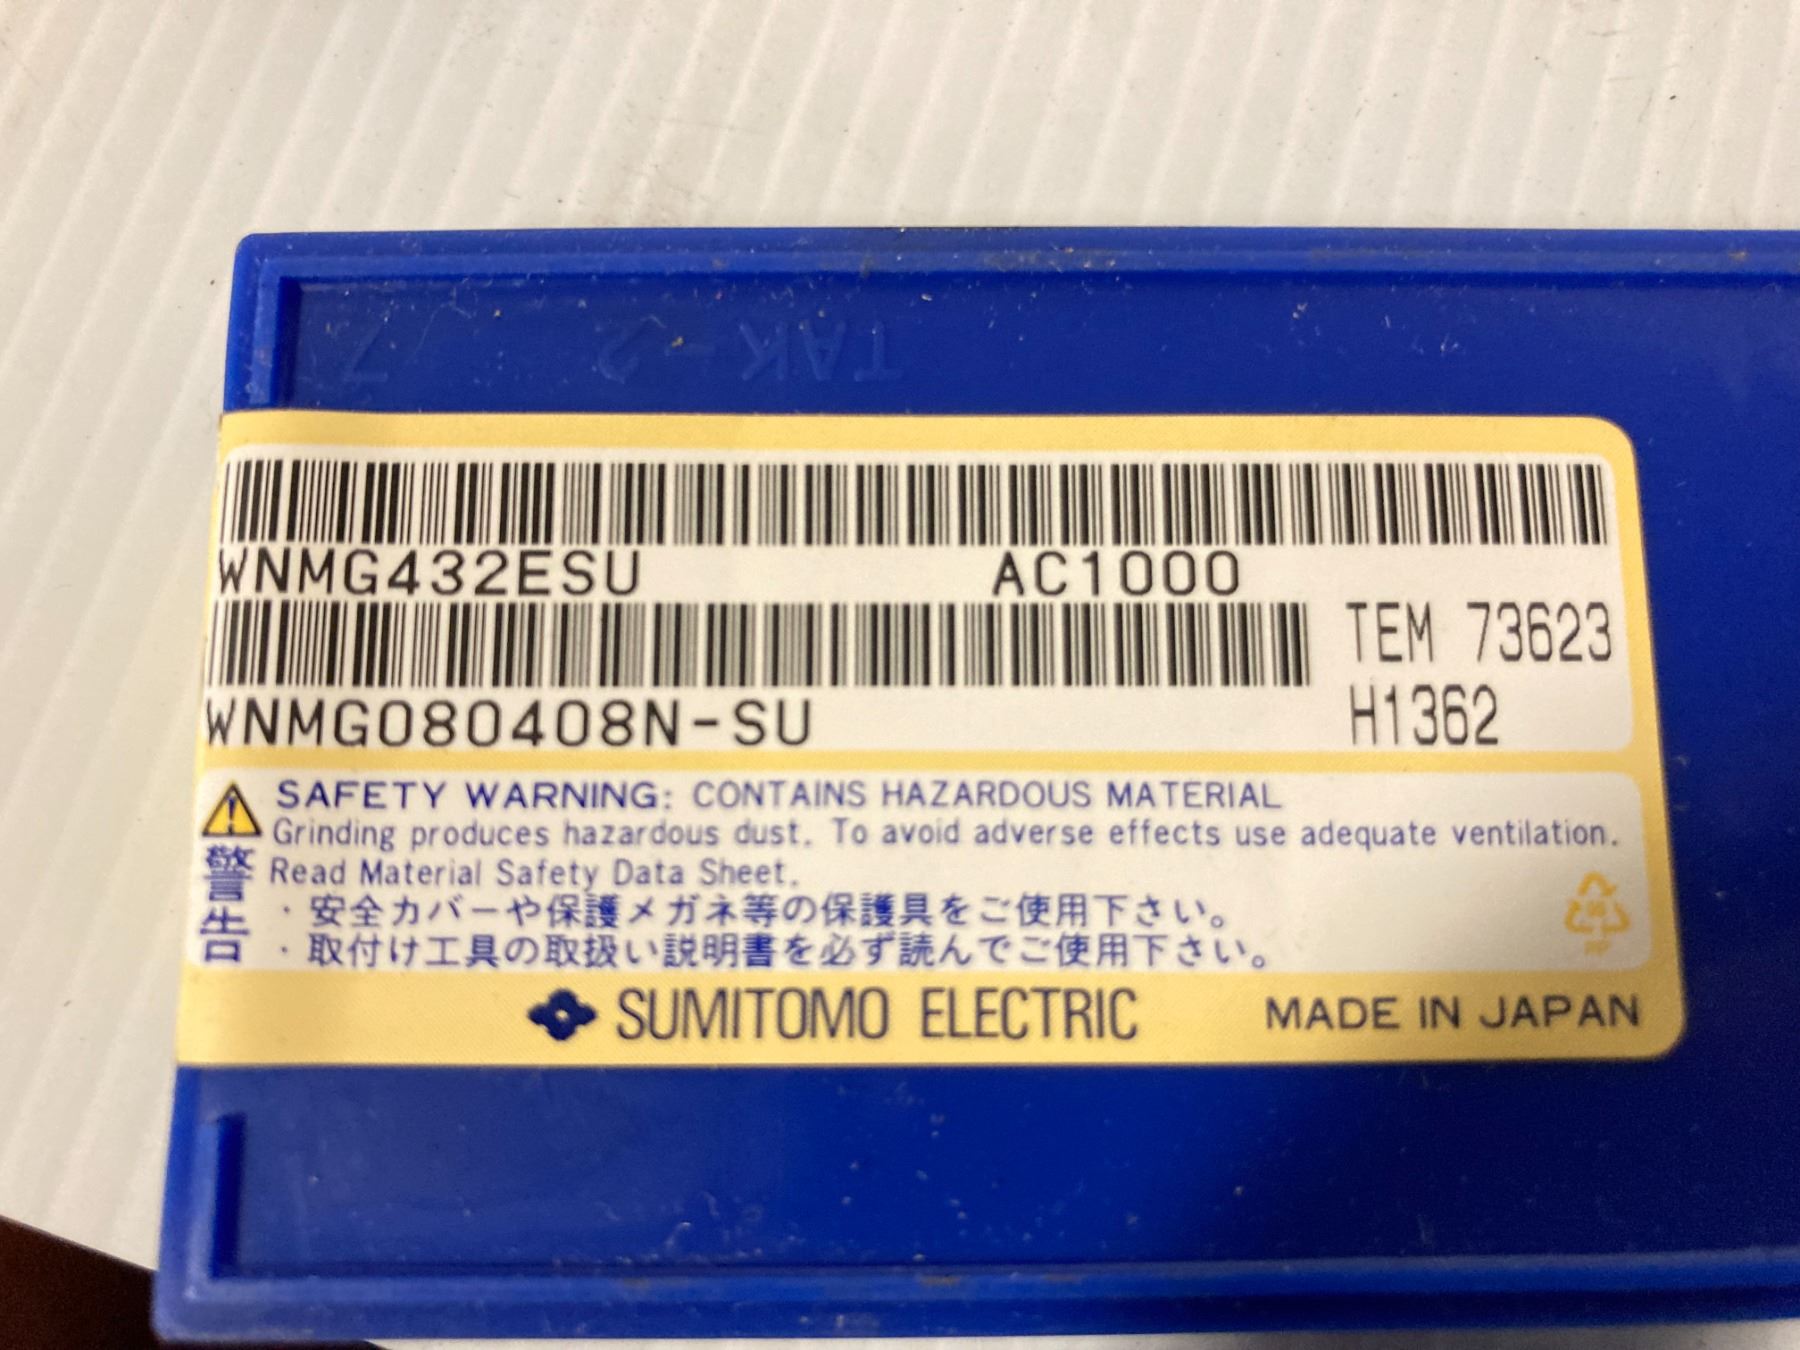 7 TAK-2
WNMG432ESU AC1000
TEM 73623
WNMG080408N-SU H1362
SAFETY WARNING: CONTAINS HAZARDOUS MATERIAL
Grinding produces hazardous dust. To avoid adverse effects use adequate ventilation.
Read Material Safety Data Sheet.
警告
・安全カバーや保護メガネ等の保護具をご使用下さい。
・取付け工具の取扱い説明書を必ず読んでご使用下さい。
SUMITOMO ELECTRIC MADE IN JAPAN